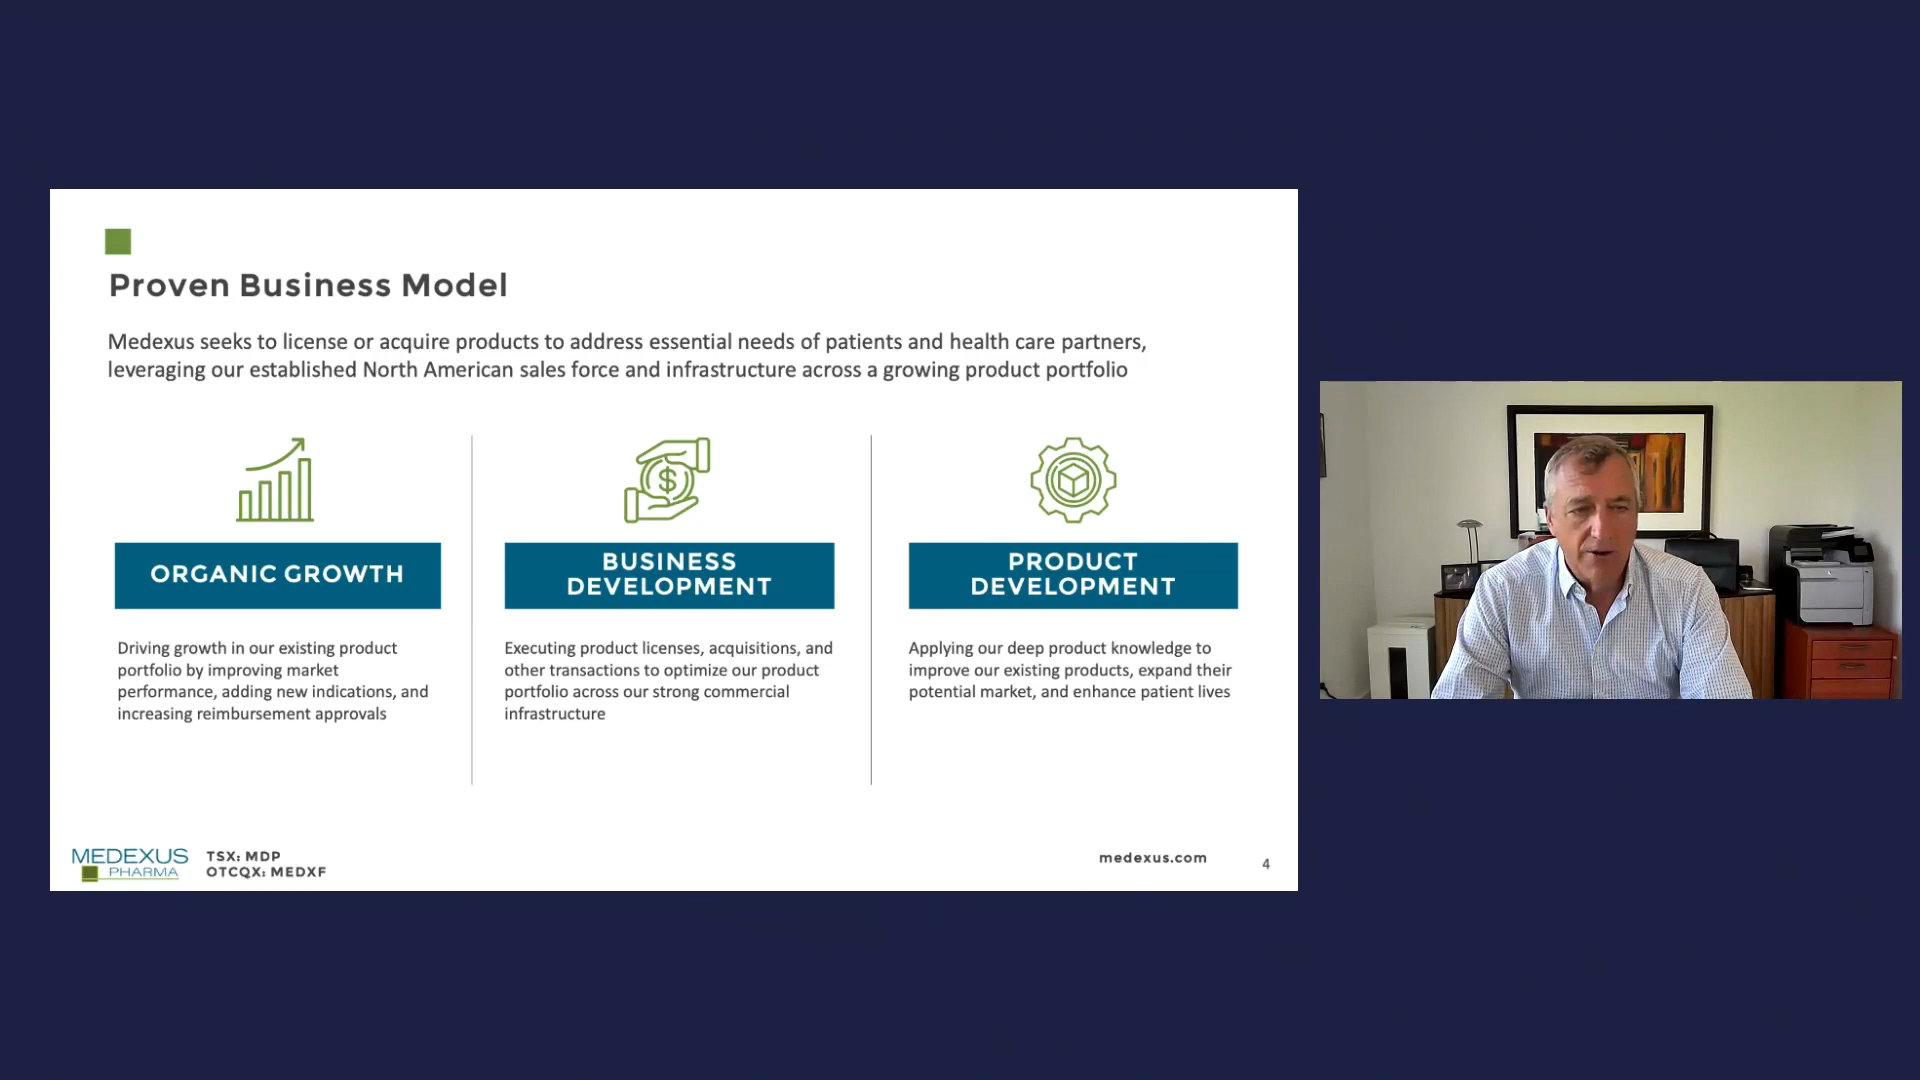 Proven Business Model
Medexus seeks to license or acquire products to address essential needs of patients and health care partners,
leveraging our established North American sales force and infrastructure across a growing product portfolio
$
ORGANIC GROWTH
Driving growth in our existing product
portfolio by improving market
performance, adding new indications, and
increasing reimbursement approvals
BUSINESS
DEVELOPMENT
Executing product licenses, acquisitions, and
other transactions to optimize our product
portfolio across our strong commercial
infrastructure
PRODUCT
DEVELOPMENT
Applying our deep product knowledge to
improve our existing products, expand their
potential market, and enhance patient lives
MEDEXUS
PHARMA
TSX: MDP
OTCQX: MEDXF
medexus.com
4